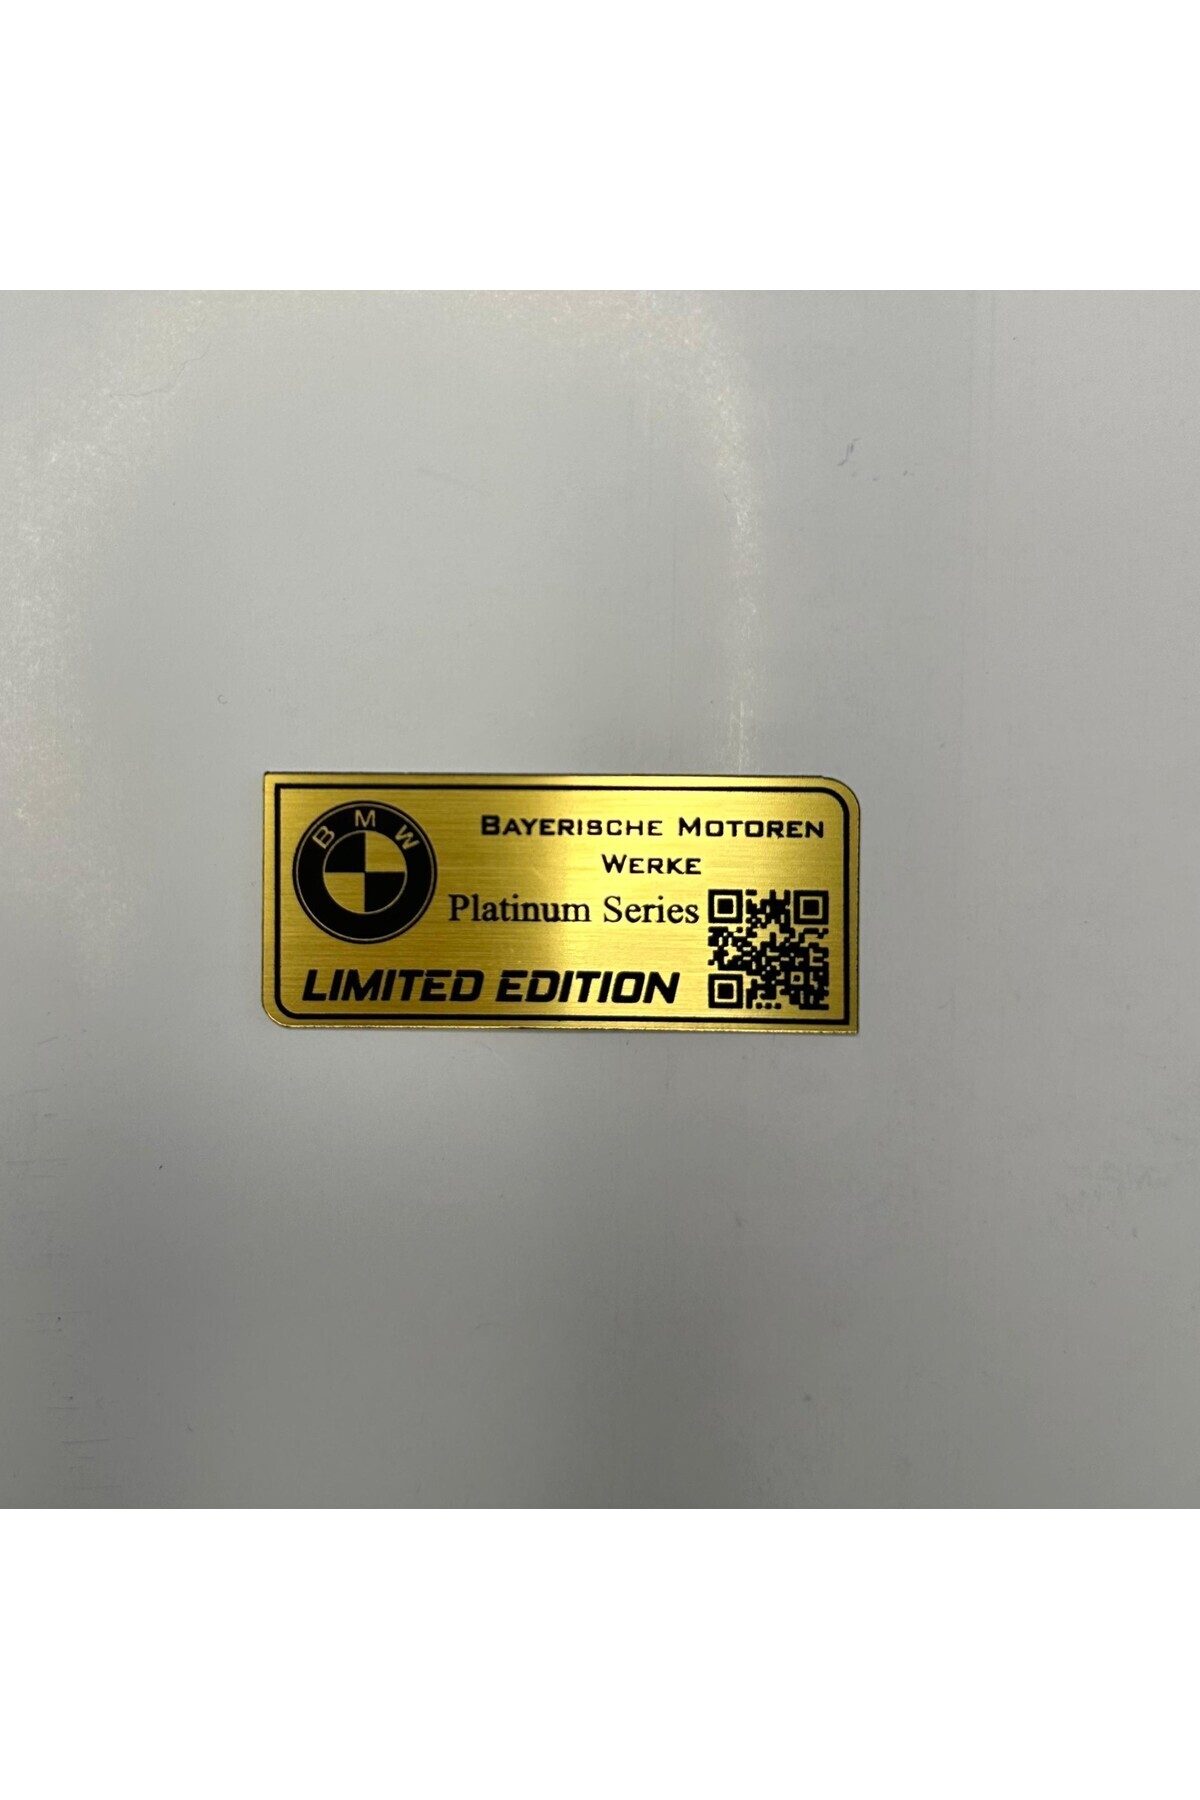 BMW
BAYERISCHE MOTOREN
WERKE
Platinum Series
LIMITED EDITION